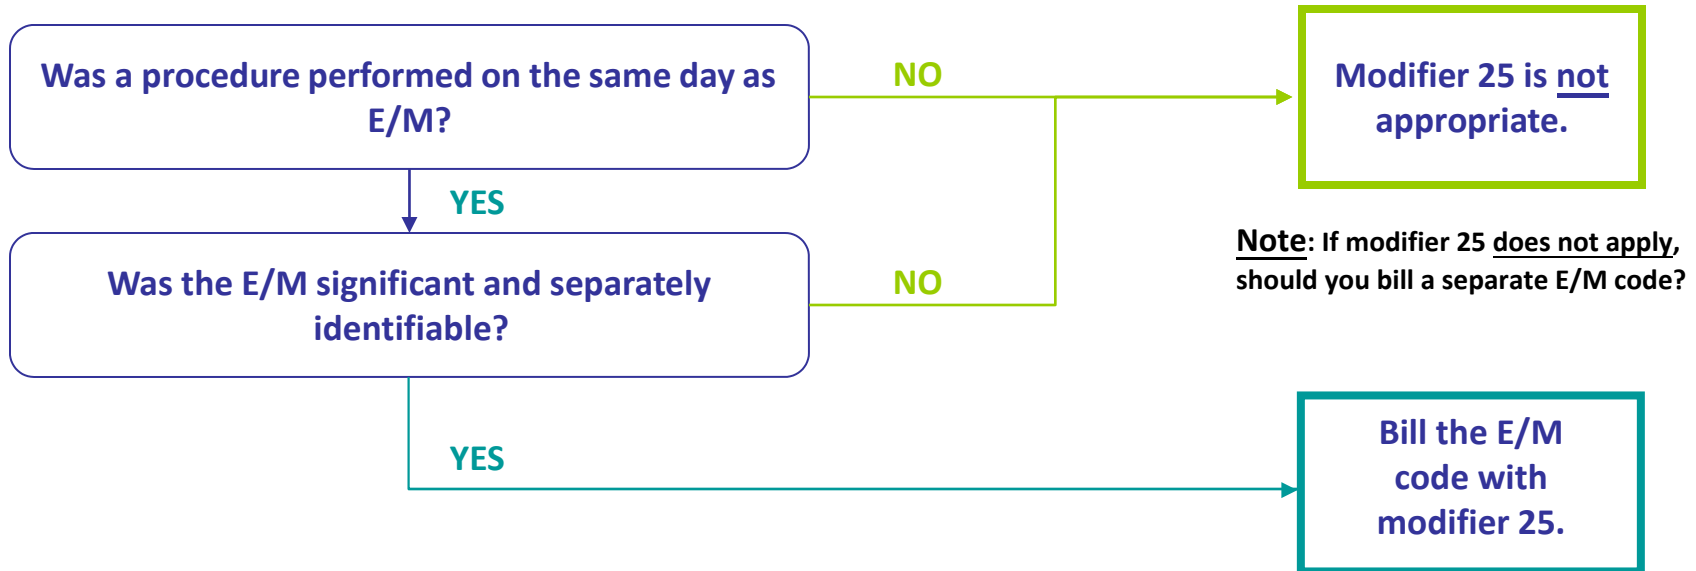 Was a procedure performed on the same day as
E/M?
NO
Modifier 25 is not
appropriate.
YES
Note: If modifier 25 does not apply,
should you bill a separate E/M code?
Was the E/M significant and separately
identifiable?
NO
YES
Bill the E/M
code with
modifier 25.